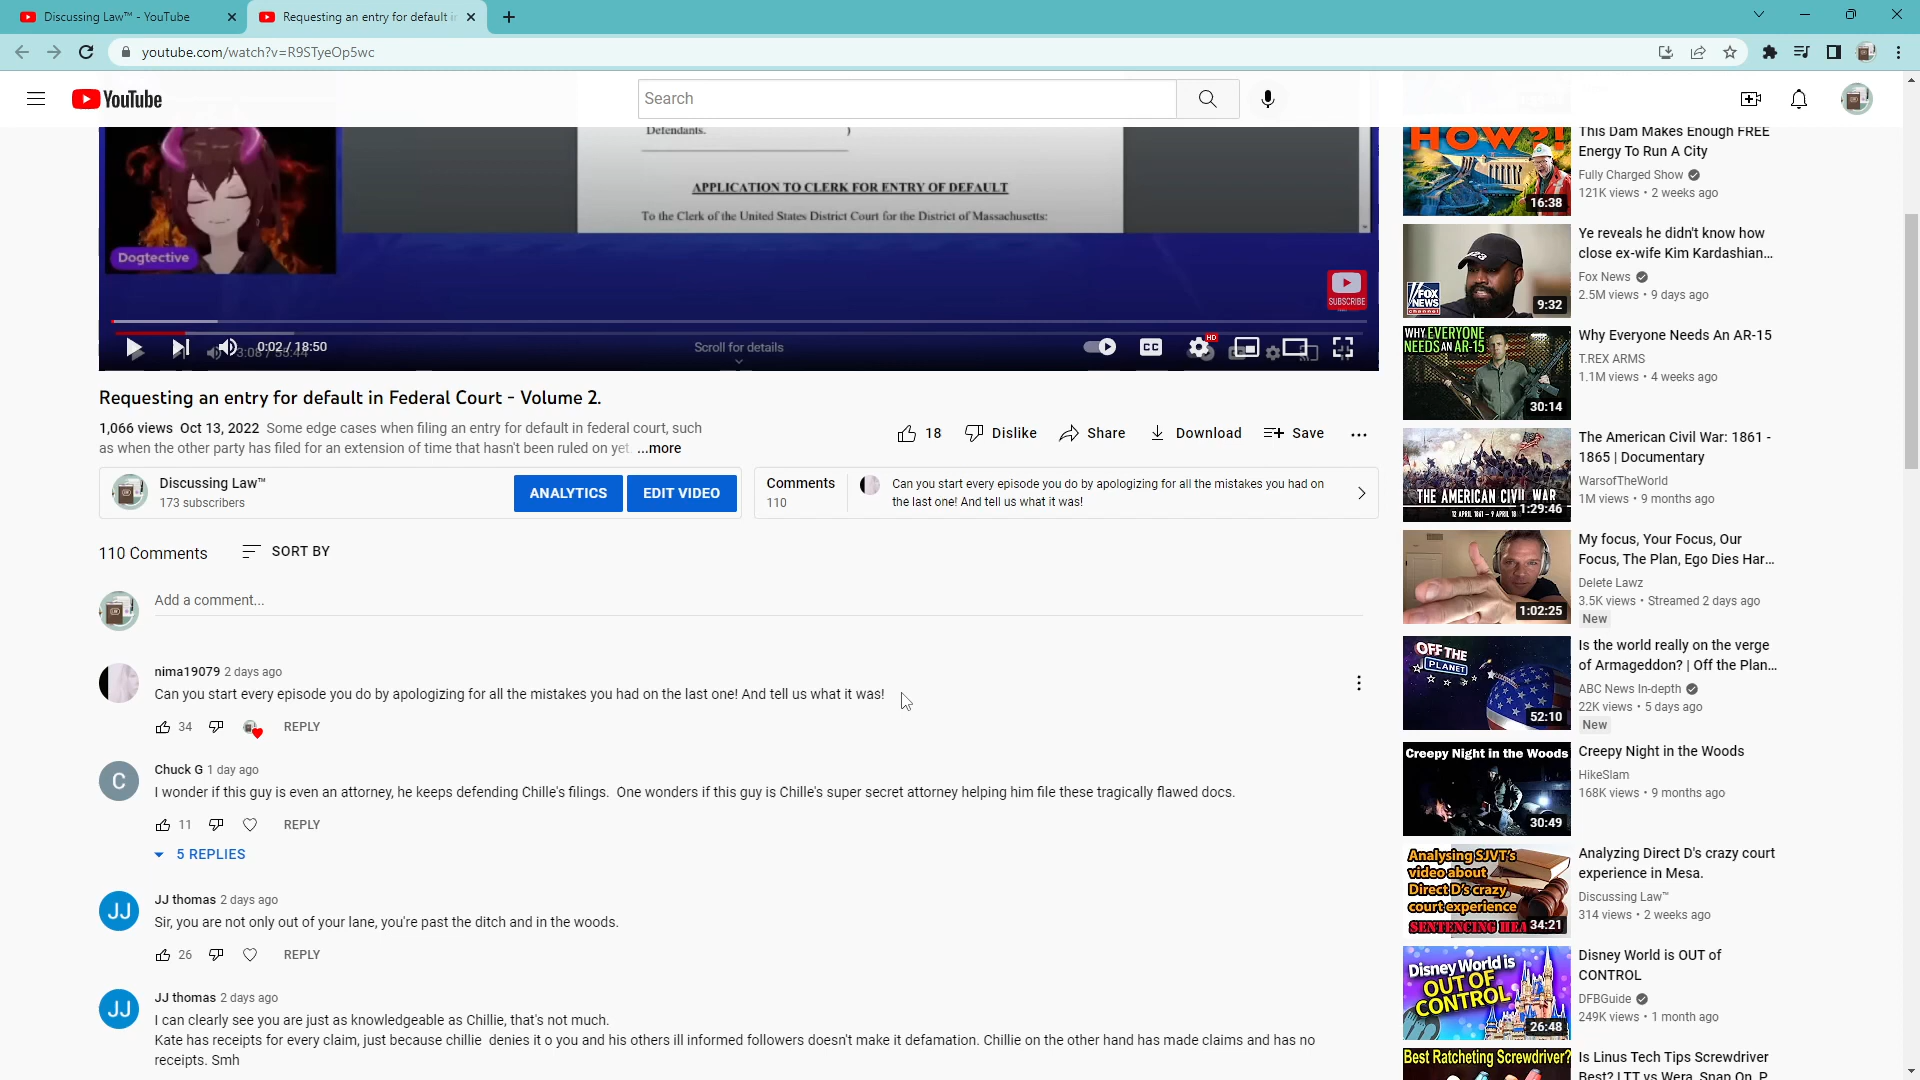 Discussing Law™ - YouTube
Requesting an entry for default in
youtube.com/watch?v=R9STyeOp5wc
YouTube
Search
Defendants.
)
APPLICATION TO CLERK FOR ENTRY OF DEFAULT
To the Clerk of the United States District Court for the District of Massachusetts:
Dogtective
SUBSCRIBE
0:02 / 18:50
Scroll for details
CC
HD
Requesting an entry for default in Federal Court - Volume 2.
1,066 views Oct 13, 2022 Some edge cases when filing an entry for default in federal court, such
as when the other party has filed for an extension of time that hasn't been ruled on yet. ...more
18
Dislike
Share
Download
Save
Discussing Law™
173 subscribers
ANALYTICS
EDIT VIDEO
Comments
110
Can you start every episode you do by apologizing for all the mistakes you had on
the last one! And tell us what it was!
110 Comments
SORT BY
Add a comment...
nima19079 2 days ago
Can you start every episode you do by apologizing for all the mistakes you had on the last one! And tell us what it was!
34
REPLY
C
Chuck G 1 day ago
I wonder if this guy is even an attorney, he keeps defending Chille's filings. One wonders if this guy is Chille's super secret attorney helping him file these tragically flawed docs.
11
REPLY
5 REPLIES
JJ
JJ thomas 2 days ago
Sir, you are not only out of your lane, you're past the ditch and in the woods.
26
REPLY
JJ
JJ thomas 2 days ago
I can clearly see you are just as knowledgeable as Chillie, that's not much.
Kate has receipts for every claim, just because chillie denies it o you and his others ill informed followers doesn't make it defamation. Chillie on the other hand has made claims and has no
receipts. Smh
HOW?!
16:38
This Dam Makes Enough FREE
Energy To Run A City
Fully Charged Show
121K views • 2 weeks ago
FOX
NEWS
channel
9:32
Ye reveals he didn't know how
close ex-wife Kim Kardashian...
Fox News
2.5M views • 9 days ago
WHY EVERYONE
NEEDS AN AR-15
30:14
Why Everyone Needs An AR-15
T.REX ARMS
1.1M views • 4 weeks ago
THE AMERICAN CIVIL WAR
1:29:46
The American Civil War: 1861 -
1865 | Documentary
WarsofTheWorld
1M views • 9 months ago
1:02:25
My focus, Your Focus, Our
Focus, The Plan, Ego Dies Har...
Delete Lawz
3.5K views • Streamed 2 days ago
New
OFF THE
PLANET
52:10
Is the world really on the verge
of Armageddon? | Off the Plan...
ABC News In-depth
22K views • 5 days ago
New
Creepy Night in the Woods
30:49
Creepy Night in the Woods
HikeSlam
168K views • 9 months ago
Analysing SJVT's
video about
Direct D's crazy
court experience
SENTENCING HEA
34:21
Analyzing Direct D's crazy court
experience in Mesa.
Discussing Law™
314 views • 2 weeks ago
Disney World is
OUT OF
CONTROL
26:48
Disney World is OUT of
CONTROL
DFBGuide
249K views • 1 month ago
Best Ratcheting Screwdriver?
Is Linus Tech Tips Screwdriver
Best? LTT vs Wera, Snap On, P